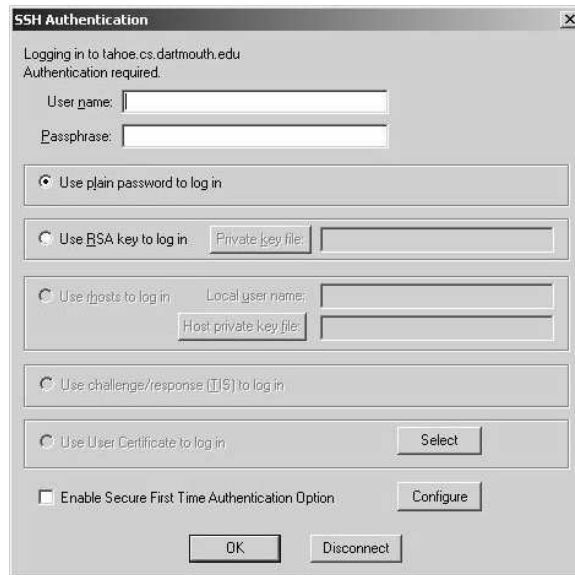 SSH Authentication
Logging in to tahoe.cs.dartmouth.edu
Authentication required.
User name:
Passphrase:
Use plain password to log in
Use RSA key to log in Private key file:
Use rhosts to log in Local user name:
Host private key file:
Use challenge/response (TIS) to log in
Use User Certificate to log in Select
Enable Secure First Time Authentication Option Configure
OK Disconnect